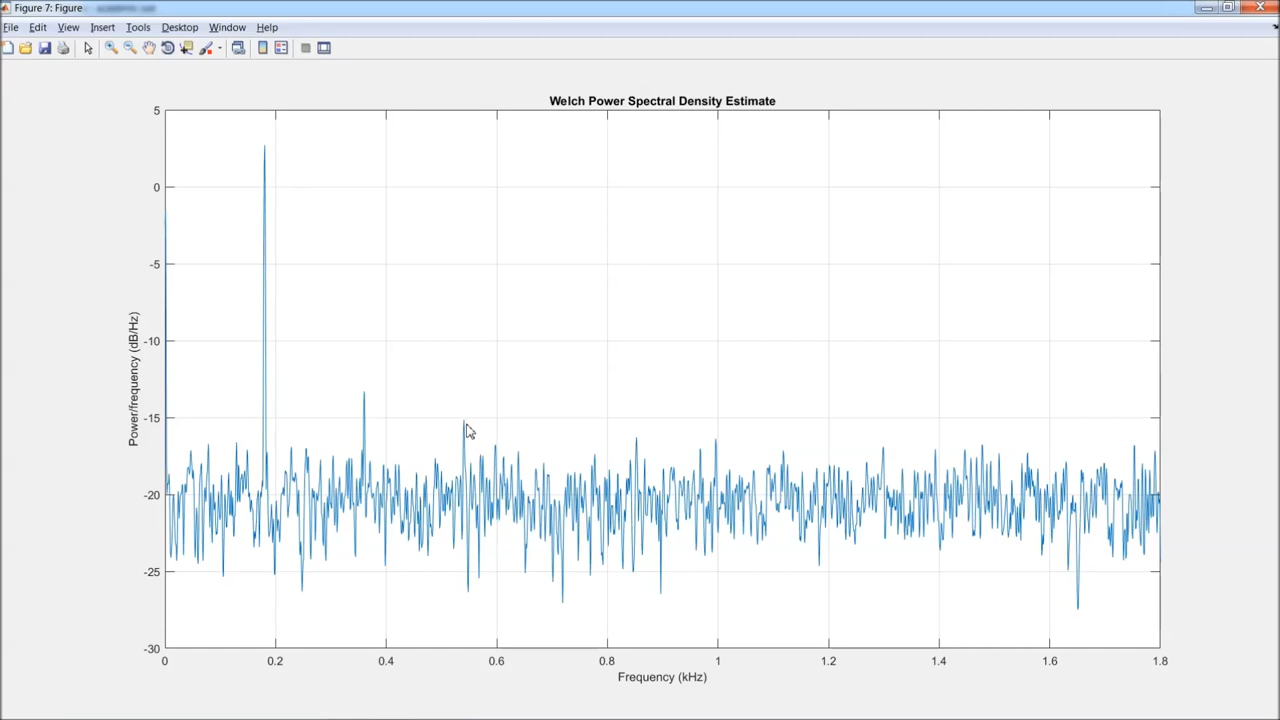 Figure 7: Figure
File Edit View Insert Tools Desktop Window Help
Welch Power Spectral Density Estimate
5
0
-5
-10
-15
-20
-25
-30
Power/frequency (dB/Hz)
0 0.2 0.4 0.6 0.8 1 1.2 1.4 1.6 1.8
Frequency (kHz)